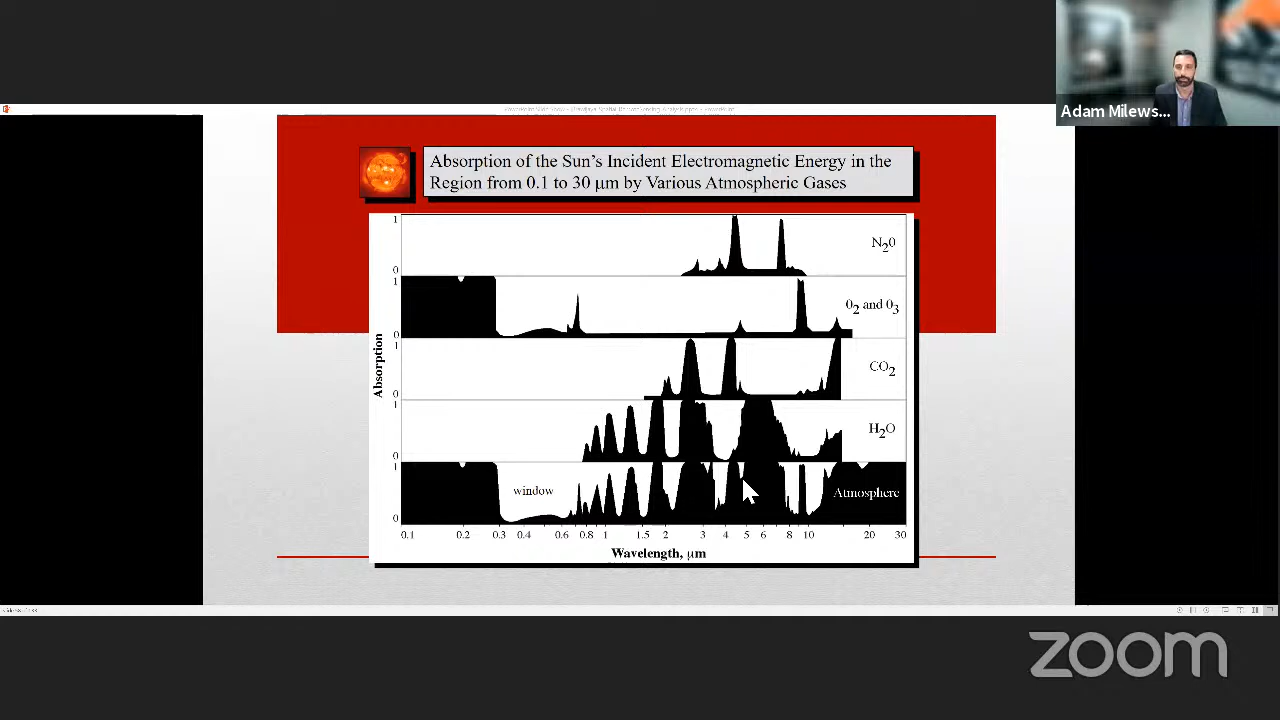 Adam Milews...
Absorption of the Sun's Incident Electromagnetic Energy in the
Region from 0.1 to 30 μm by Various Atmospheric Gases
1
N20
0
1
02 and 03
0
1
CO2
0
1
H2O
0
1
window
Atmosphere
0
0.1 0.2 0.3 0.4 0.6 0.8 1 1.5 2 3 4 5 6 8 10 20 30
Absorption
Wavelength, μm
zoom